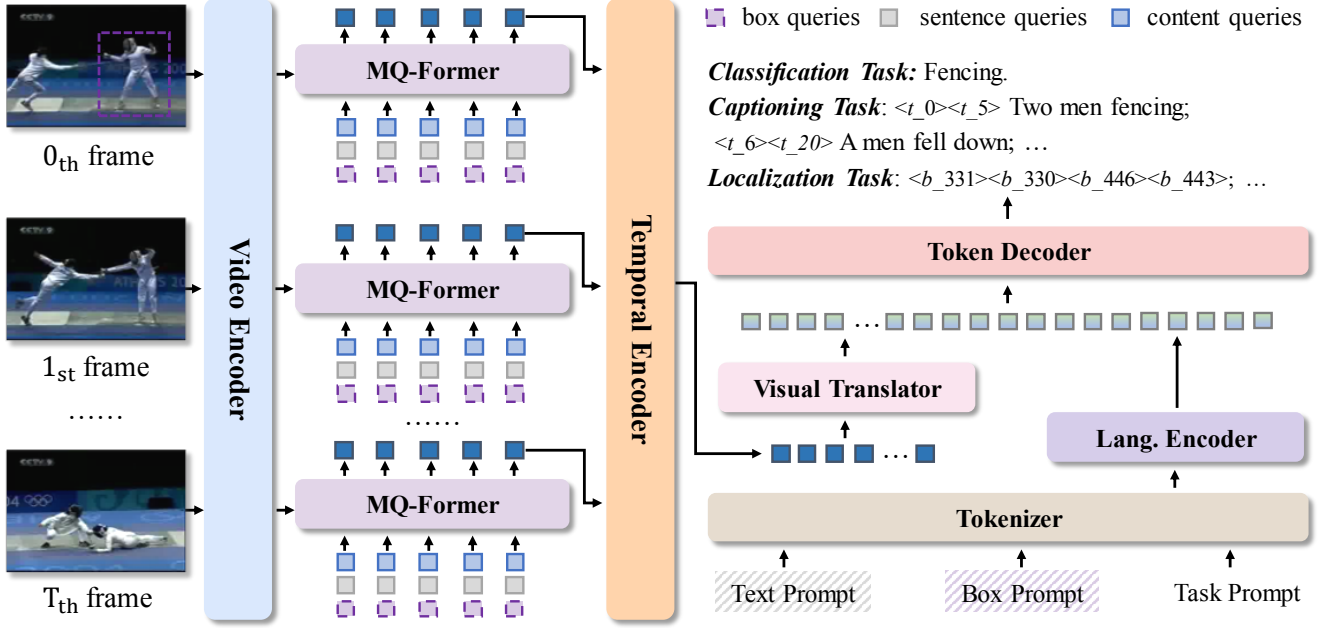 box queries
sentence queries
content queries
CCTV 5
0th frame
1st frame
......
Tth frame
Video Encoder
MQ-Former
MQ-Former
......
MQ-Former
Temporal Encoder
Classification Task: Fencing.
Captioning Task: <t_0><t_5> Two men fencing;
<t_6><t_20> A men fell down; ...
Localization Task: <b_331><b_330><b_446><b_443>; ...
Token Decoder
...
Visual Translator
...
Lang. Encoder
Tokenizer
Text Prompt
Box Prompt
Task Prompt